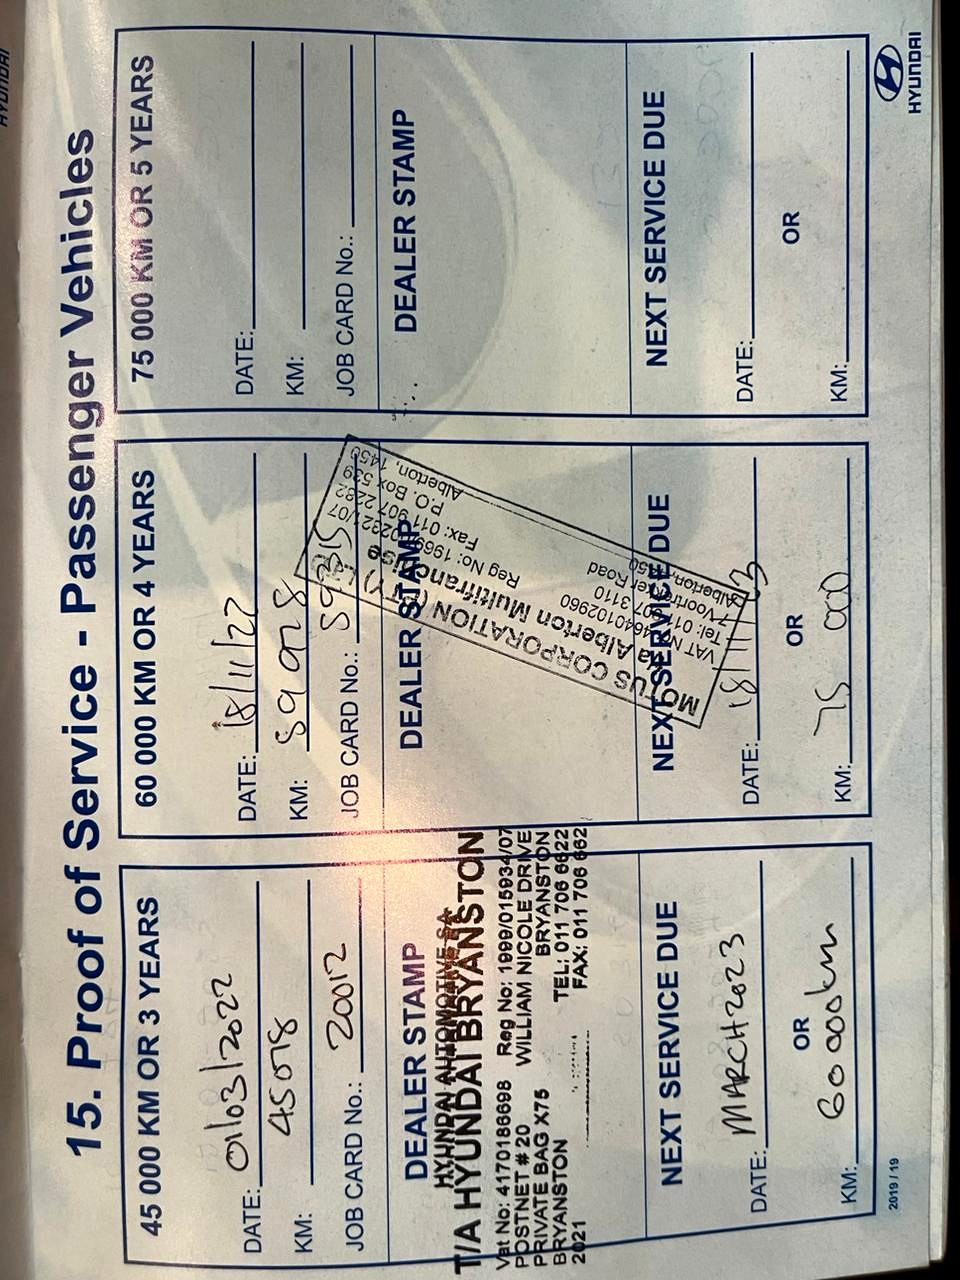 15. Proof of Service - Passenger Vehicles
45 000 KM OR 3 YEARS
DATE: 01/03/2022
KM: 45078
JOB CARD No.: 20012
DEALER STAMP
HYUNDAI AUTOMOTIVE SA
T/A HYUNDAI BRYANSTON
Vat No: 4170186698 Reg No: 1999/015934/07
POSTNET # 20 WILLIAM NICOLE DRIVE
PRIVATE BAG X75 BRYANSTON
BRYANSTON TEL: 011 706 6622
2021 FAX: 011 706 662
NEXT SERVICE DUE
DATE: MARCH 2023
OR
KM: 60 000km
2019 / 19
60 000 KM OR 4 YEARS
DATE: 18/11/22
KM: 59 928
JOB CARD No.:
DEALER STAMP
MOTUS CORPORATION (PTY)
Alberton Multifranchise
VAT No: 4640102960
Reg No: 1969
Tel: 011 907 3110
Fax: 011 907 2282
7 Voortrekker Road
P.O. Box 539
Alberton, 1450
Alberton, 1450
NEXT SERVICE DUE
DATE: 18/11/23
OR
KM: 75 000
75 000 KM OR 5 YEARS
DATE:
KM:
JOB CARD No.:
DEALER STAMP
NEXT SERVICE DUE
DATE:
OR
KM:
HYUNDAI
HYUNDAI